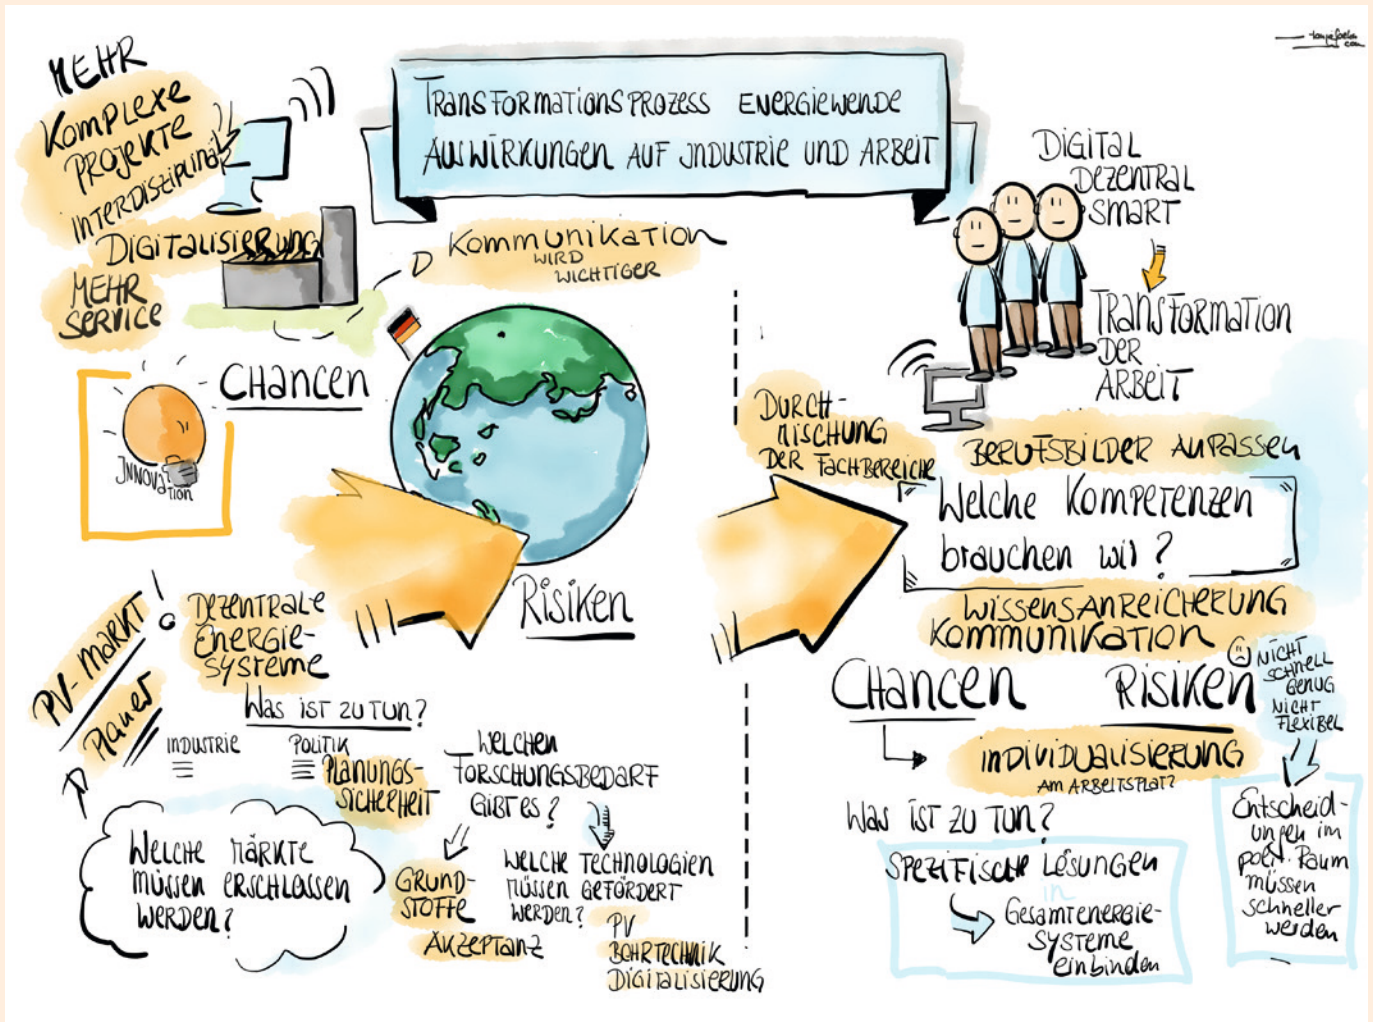 TRANSFORMATIONSPROZESS ENERGIEWENDE
AUSWIRKUNGEN AUF INDUSTRIE UND ARBEIT
MEHR
KOMPLEXE
PROJEKTE
INTERDISZIPLINÄR
DIGITALISIERUNG
MEHR
SERVICE
KOMMUNIKATION
WIRD
WICHTIGER
CHANCEN
INNOVATION
RISIKEN
PV-MARKT
Planer
DEZENTRALE
ENERGIE-
SYSTEME
WAS IST ZU TUN?
INDUSTRIE
POLITIK
PLANUNGS-
SICHERHEIT
WELCHE MÄRKTE
MÜSSEN ERSCHLOSSEN
WERDEN?
WELCHEN
FORSCHUNGSBEDARF
GIBT ES?
GRUND-
STOFFE
AKZEPTANZ
WELCHE TECHNOLOGIEN
MÜSSEN GEFÖRDERT
WERDEN?
PV
BOHRTECHNIK
DIGITALISIERUNG
DIGITAL
DEZENTRAL
SMART
TRANSFORMATION
DER
ARBEIT
DURCH-
MISCHUNG
DER FACHBEREICHE
BERUFSBILDER ANPASSEN
Welche Kompetenzen
brauchen wir?
WISSENSANREICHERUNG
KOMMUNIKATION
CHANCEN
RISIKEN
NICHT
SCHNELL
GENUG
NICHT
FLEXIBEL
INDIVIDUALISIERUNG
AM ARBEITSPLATZ
WAS IST ZU TUN?
SPEZIFISCHE LÖSUNGEN
in
GESAMTENERGIE-
SYSTEME
einbinden
Entscheid-
ungen im
polit. Raum
müssen
schneller
werden